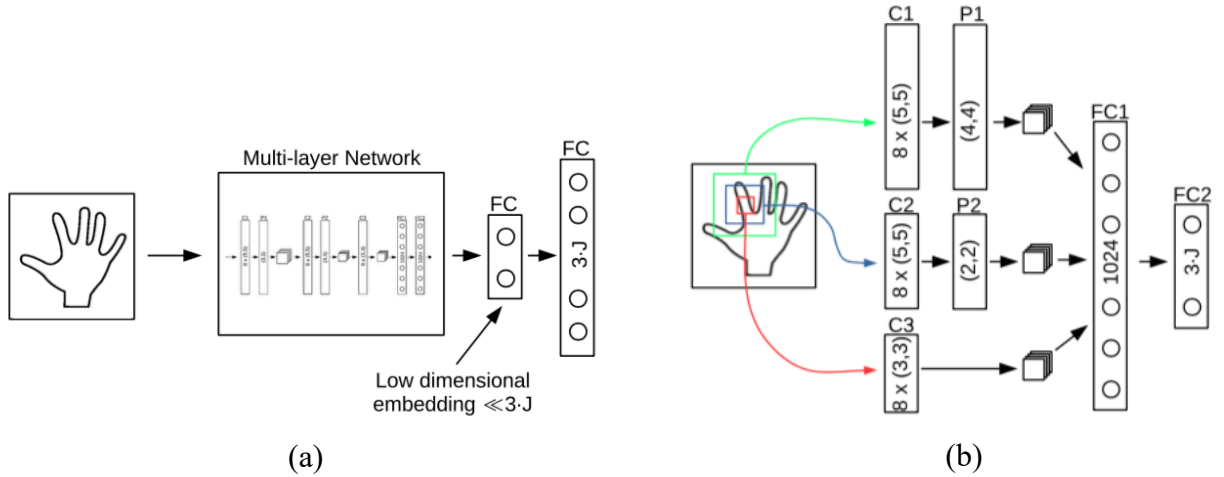 Multi-layer Network
FC
FC
3·J
Low dimensional
embedding ≪3·J
(a)
C1
8 x (5,5)
P1
(4,4)
C2
8 x (5,5)
P2
(2,2)
C3
8 x (3,3)
FC1
1024
FC2
3·J
(b)